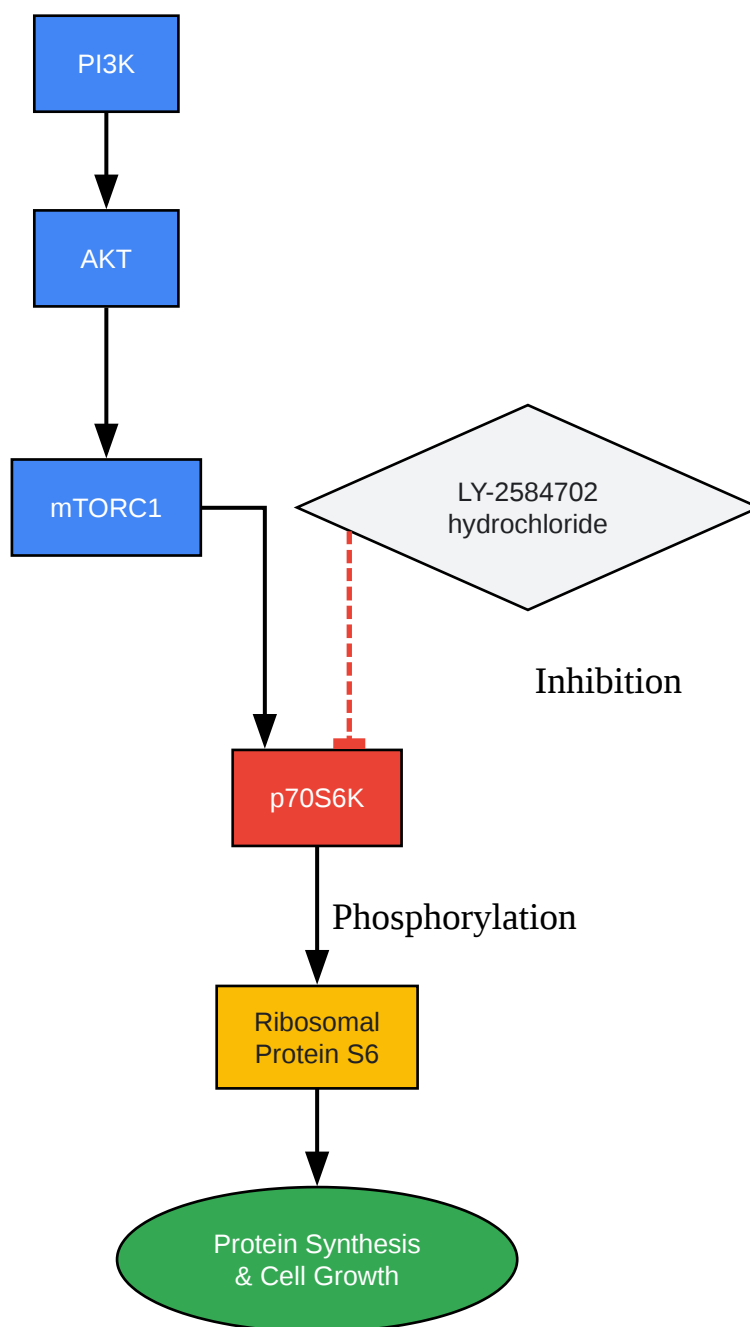 PI3K
AKT
mTORC1
LY-2584702
hydrochloride
Inhibition
p70S6K
Phosphorylation
Ribosomal
Protein S6
Protein Synthesis
& Cell Growth